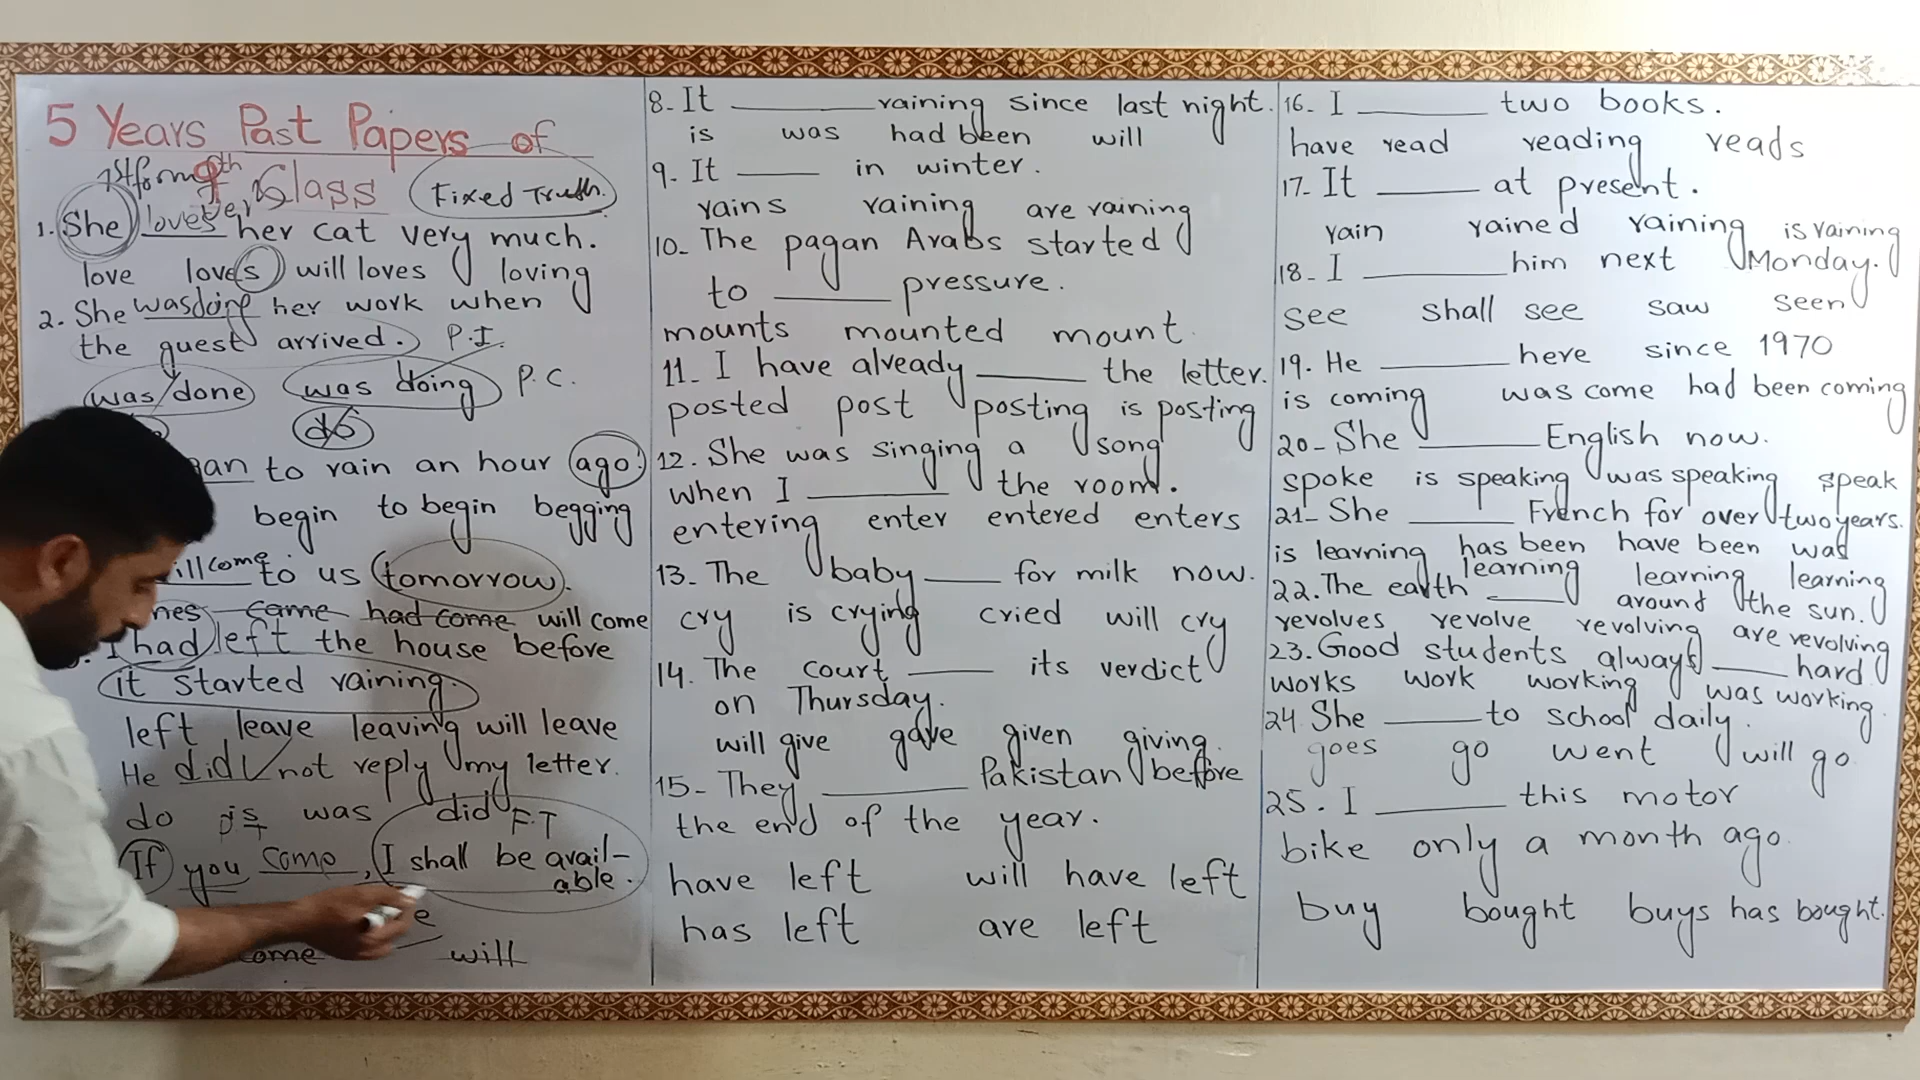 5 Years Past Papers of
1st form 9th Class Fixed Truth.
1. She loves her cat very much.
love loves will loves loving
2. She was doing her work when
the guest arrived. P.I.
was/done was doing P.C.
do
an to rain an hour ago.
begin to begin begging
ill come to us tomorrow.
mes came had come will come
I had left the house before
it started raining.
left leave leaving will leave
He did not reply my letter.
do is was did F.T
If you come, I shall be avail-
able.
e
come will
8. It ______ raining since last night.
is was had been will
9. It ______ in winter.
rains raining are raining
10. The pagan Arabs started
to ______ pressure.
mounts mounted mount
11. I have already ______ the letter.
posted post posting is posting
12. She was singing a song
when I ______ the room.
entering enter entered enters
13. The baby ______ for milk now.
cry is crying cried will cry
14. The court ______ its verdict
on Thursday.
will give gave given giving.
15- They ______ Pakistan before
the end of the year.
have left will have left
has left are left
16. I ______ two books.
have read reading reads
17- It ______ at present.
rain rained raining is raining
18- I ______ him next Monday.
see shall see saw seen
19. He ______ here since 1970
is coming was come had been coming
20- She ______ English now.
spoke is speaking was speaking speak
21- She ______ French for over two years.
is learning has been have been was
learning learning learning
22. The earth ______ around the sun.
revolves revolve revolving are revolving
23. Good students always ______ hard
works work working was working.
24 She ______ to school daily.
goes go went will go
25. I ______ this motor
bike only a month ago.
buy bought buys has bought.